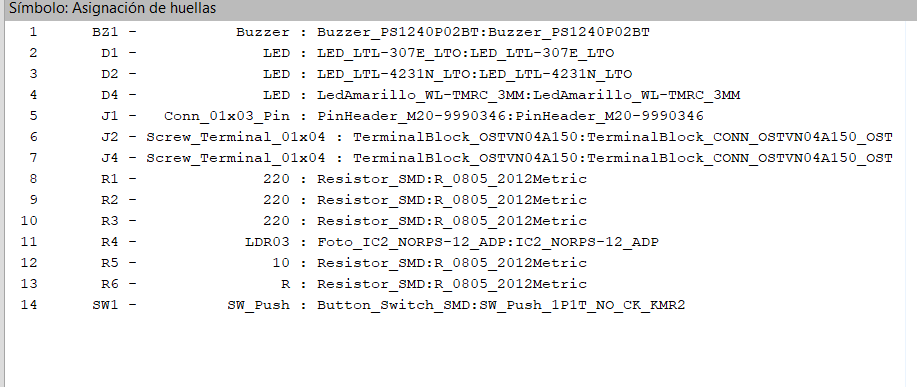 Símbolo: Asignación de huellas
1 BZ1 - Buzzer : Buzzer_PS1240P02BT:Buzzer_PS1240P02BT
2 D1 - LED : LED_LTL-307E_LTO:LED_LTL-307E_LTO
3 D2 - LED : LED_LTL-4231N_LTO:LED_LTL-4231N_LTO
4 D4 - LED : LedAmarillo_WL-TMRC_3MM:LedAmarillo_WL-TMRC_3MM
5 J1 - Conn_01x03_Pin : PinHeader_M20-9990346:PinHeader_M20-9990346
6 J2 - Screw_Terminal_01x04 : TerminalBlock_OSTVN04A150:TerminalBlock_CONN_OSTVN04A150_OST
7 J4 - Screw_Terminal_01x04 : TerminalBlock_OSTVN04A150:TerminalBlock_CONN_OSTVN04A150_OST
8 R1 - 220 : Resistor_SMD:R_0805_2012Metric
9 R2 - 220 : Resistor_SMD:R_0805_2012Metric
10 R3 - 220 : Resistor_SMD:R_0805_2012Metric
11 R4 - LDR03 : Foto_IC2_NORPS-12_ADP:IC2_NORPS-12_ADP
12 R5 - 10 : Resistor_SMD:R_0805_2012Metric
13 R6 - R : Resistor_SMD:R_0805_2012Metric
14 SW1 - SW_Push : Button_Switch_SMD:SW_Push_1P1T_NO_CK_KMR2